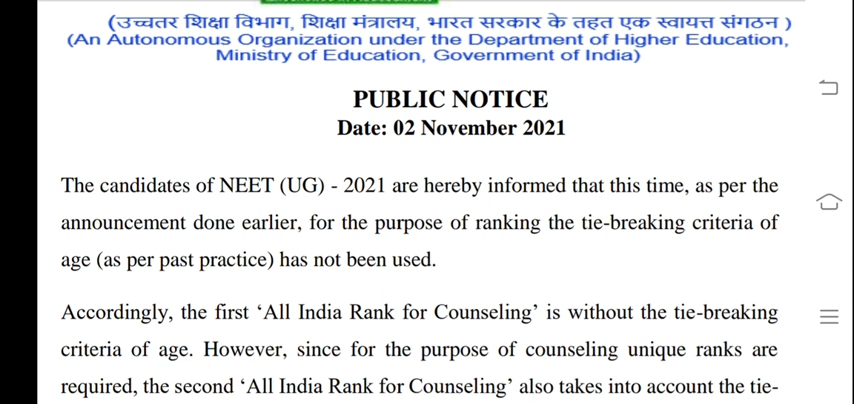 (उच्चतर शिक्षा विभाग, शिक्षा मंत्रालय, भारत सरकार के तहत एक स्वायत्त संगठन )
(An Autonomous Organization under the Department of Higher Education,
Ministry of Education, Government of India)
PUBLIC NOTICE
Date: 02 November 2021
The candidates of NEET (UG) - 2021 are hereby informed that this time, as per the
announcement done earlier, for the purpose of ranking the tie-breaking criteria of
age (as per past practice) has not been used.
Accordingly, the first ‘All India Rank for Counseling’ is without the tie-breaking
criteria of age. However, since for the purpose of counseling unique ranks are
required, the second ‘All India Rank for Counseling’ also takes into account the tie-